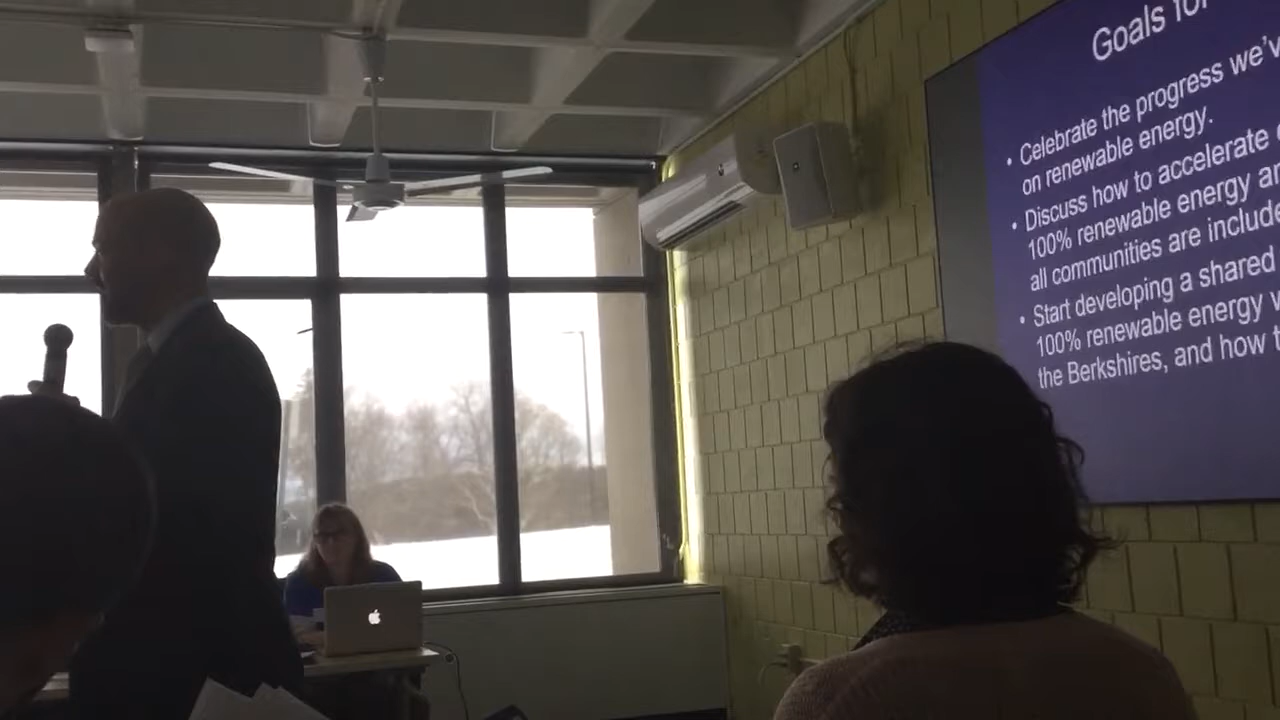 Goals for
• Celebrate the progress we'v
on renewable energy.
• Discuss how to accelerate
100% renewable energy an
all communities are include
• Start developing a shared
100% renewable energy v
the Berkshires, and how t